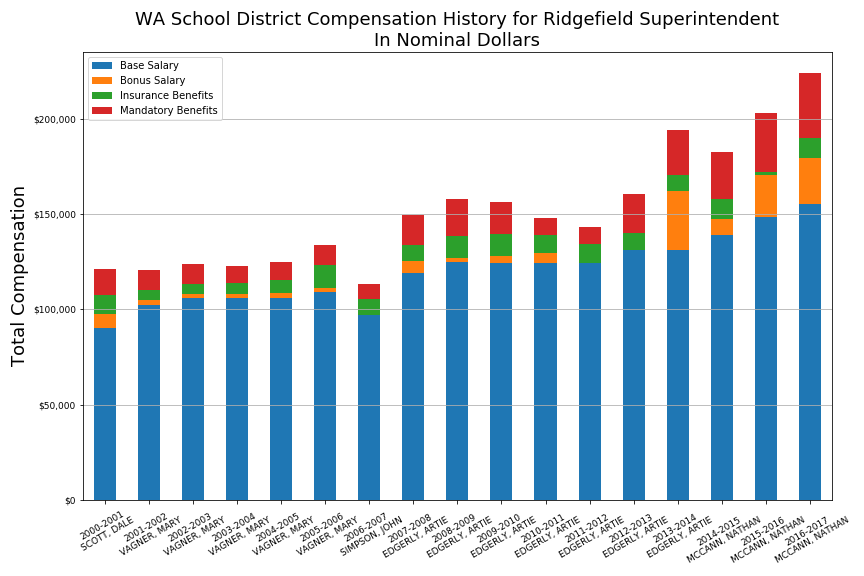 WA School District Compensation History for Ridgefield Superintendent
In Nominal Dollars
Base Salary
Bonus Salary
Insurance Benefits
Mandatory Benefits
Total Compensation
$200,000
$150,000
$100,000
$50,000
$0
2000-2001
SCOTT, DALE
2001-2002
VAGNER, MARY
2002-2003
VAGNER, MARY
2003-2004
VAGNER, MARY
2004-2005
VAGNER, MARY
2005-2006
VAGNER, MARY
2006-2007
SIMPSON, JOHN
2007-2008
EDGERLY, ARTIE
2008-2009
EDGERLY, ARTIE
2009-2010
EDGERLY, ARTIE
2010-2011
EDGERLY, ARTIE
2011-2012
EDGERLY, ARTIE
2012-2013
EDGERLY, ARTIE
2013-2014
EDGERLY, ARTIE
2014-2015
MCCANN, NATHAN
2015-2016
MCCANN, NATHAN
2016-2017
MCCANN, NATHAN